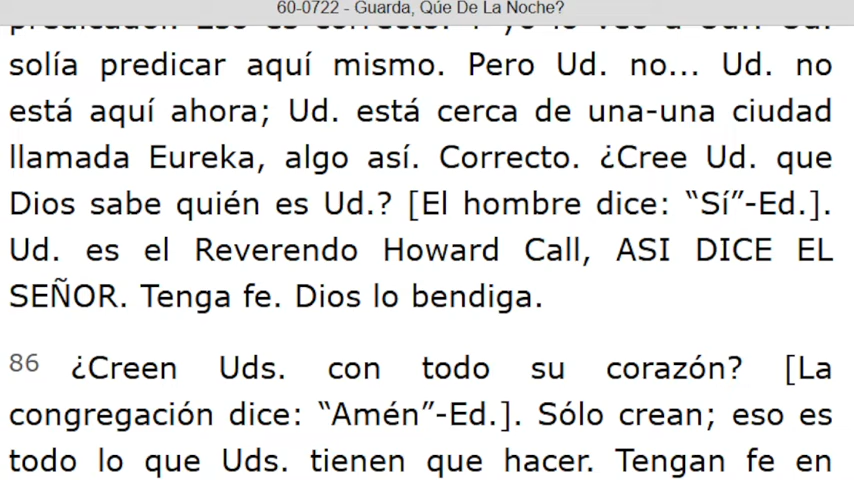 60-0722 - Guarda, Qúe De La Noche?
solía predicar aquí mismo. Pero Ud. no... Ud. no
está aquí ahora; Ud. está cerca de una-una ciudad
llamada Eureka, algo así. Correcto. ¿Cree Ud. que
Dios sabe quién es Ud.? [El hombre dice: “Sí”-Ed.].
Ud. es el Reverendo Howard Call, ASI DICE EL
SEÑOR. Tenga fe. Dios lo bendiga.
86 ¿Creen Uds. con todo su corazón? [La
congregación dice: “Amén”-Ed.]. Sólo crean; eso es
todo lo que Uds. tienen que hacer. Tengan fe en